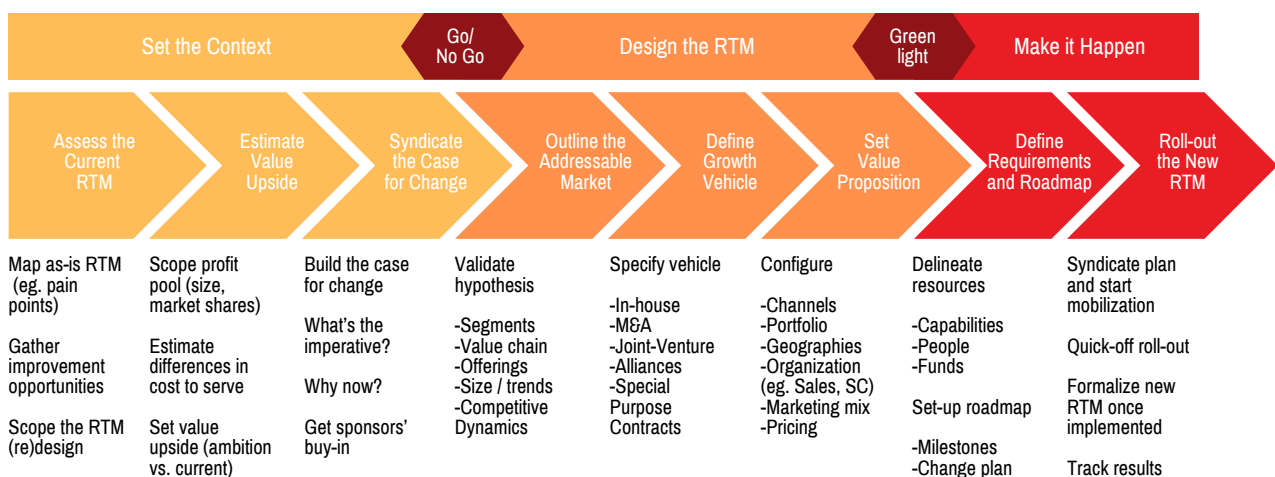 Set the Context
Go/
No Go
Design the RTM
Green
light
Make it Happen
Assess the
Current
RTM
Estimate
Value
Upside
Syndicate
the Case
for Change
Outline the
Addressable
Market
Define
Growth
Vehicle
Set
Value
Proposition
Define
Requirements
and Roadmap
Roll-out
the New
RTM
Map as-is RTM
(eg. pain
points)
Gather
improvement
opportunities
Scope the RTM
(re)design
Scope profit
pool (size,
market shares)
Estimate
differences in
cost to serve
Set value
upside (ambition
vs. current)
Build the case
for change
What's the
imperative?
Why now?
Get sponsors'
buy-in
Validate
hypothesis
-Segments
-Value chain
-Offerings
-Size / trends
-Competitive
Dynamics
Specify vehicle
-In-house
-M&A
-Joint-Venture
-Alliances
-Special
Purpose
Contracts
Configure
-Channels
-Portfolio
-Geographies
-Organization
(eg. Sales, SC)
-Marketing mix
-Pricing
Delineate
resources
-Capabilities
-People
-Funds
Set-up roadmap
-Milestones
-Change plan
Syndicate plan
and start
mobilization
Quick-off roll-out
Formalize new
RTM once
implemented
Track results